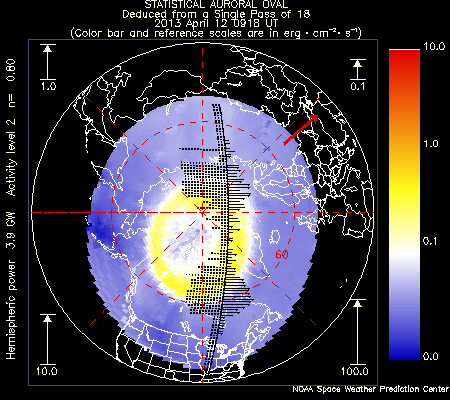 STATISTICAL AURORAL OVAL
Deduced from a Single Pass of 18
2013 April 12 0918 UT
(Color bar and reference scales are in erg · cm⁻² · s⁻¹)
10.0
1.0
0.1
0.0
1.0
0.1
10.0
100.0
60
Hemispheric power 3.9 GW Activity level 2 n= 0.80
NOAA Space Weather Prediction Center